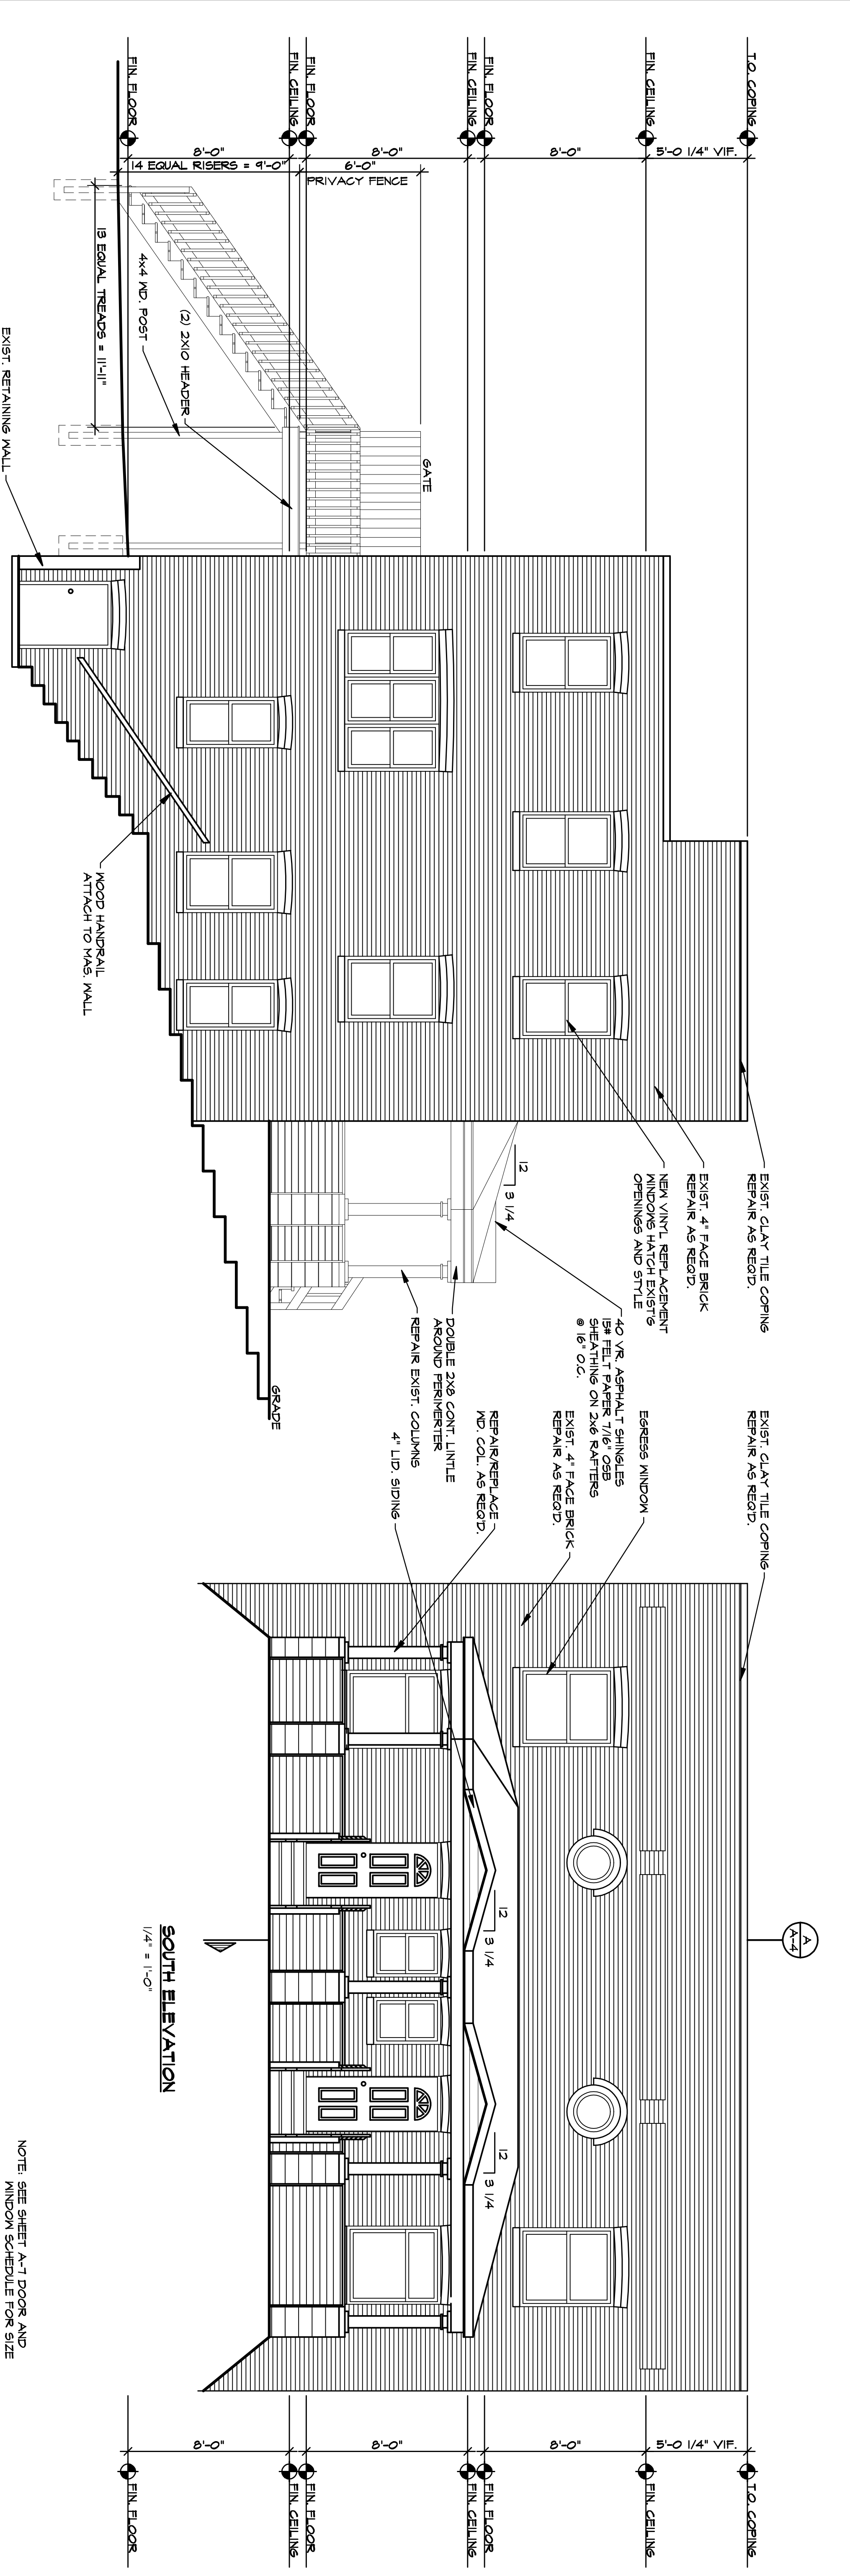 T.O. COPING
FIN. CEILING
FIN. FLOOR
FIN. CEILING
FIN. FLOOR
FIN. CEILING
FIN. FLOOR
5'-0 1/4" VIF.
8'-0"
8'-0"
8'-0"
6'-0"
PRIVACY FENCE
14 EQUAL RISERS = 9'-0"
13 EQUAL TREADS = 11'-11"
4x4 WD. POST
(2) 2X10 HEADER
GATE
EXIST. RETAINING WALL
WOOD HANDRAIL
ATTACH TO MAS. WALL
EXIST. CLAY TILE COPING
REPAIR AS REQ'D.
EXIST. 4" FACE BRICK
REPAIR AS REQ'D.
NEW VINYL REPLACEMENT
WINDOWS HATCH EXIST'G
OPENINGS AND STYLE
12
3 1/4
40 YR. ASPHALT SHINGLES
15# FELT PAPER 7/16" OSB
SHEATHING ON 2x6 RAFTERS
@ 16" O.C.
DOUBLE 2X8 CONT. LINTLE
AROUND PERIMERTER
REPAIR EXIST. COLUMNS
GRADE
EXIST. CLAY TILE COPING
REPAIR AS REQ'D.
EGRESS WINDOW
EXIST. 4" FACE BRICK
REPAIR AS REQ'D.
REPAIR/REPLACE
WD. COL. AS REQ'D.
4" LID. SIDING
A
A-4
12
3 1/4
12
3 1/4
SOUTH ELEVATION
1/4" = 1'-0"
NOTE: SEE SHEET A-7 DOOR AND
WINDOW SCHEDULE FOR SIZE
5'-0 1/4" VIF.
8'-0"
8'-0"
8'-0"
T.O. COPING
FIN. CEILING
FIN. FLOOR
FIN. CEILING
FIN. FLOOR
FIN. CEILING
FIN. FLOOR